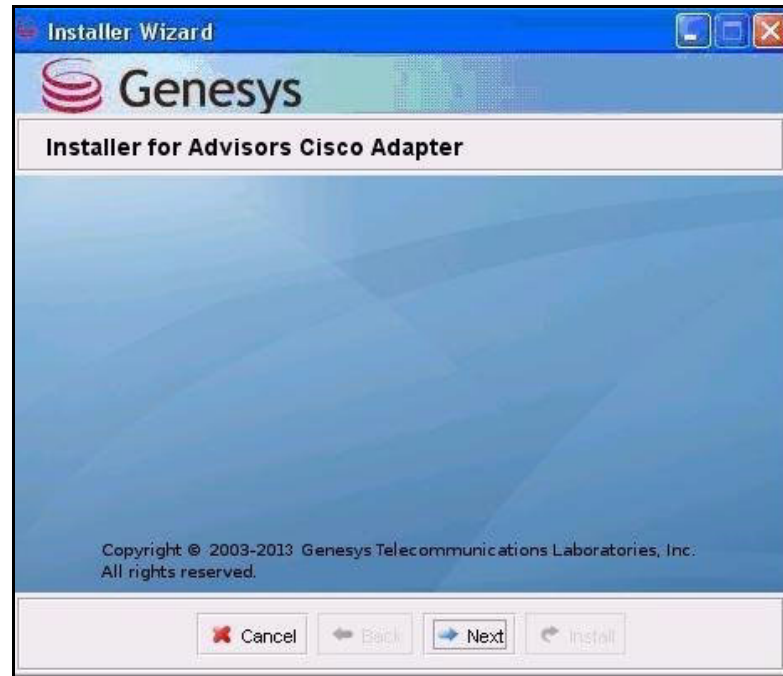 Installer Wizard
Genesys
Installer for Advisors Cisco Adapter
Copyright © 2003-2013 Genesys Telecommunications Laboratories, Inc.
All rights reserved.
Cancel Back Next Install